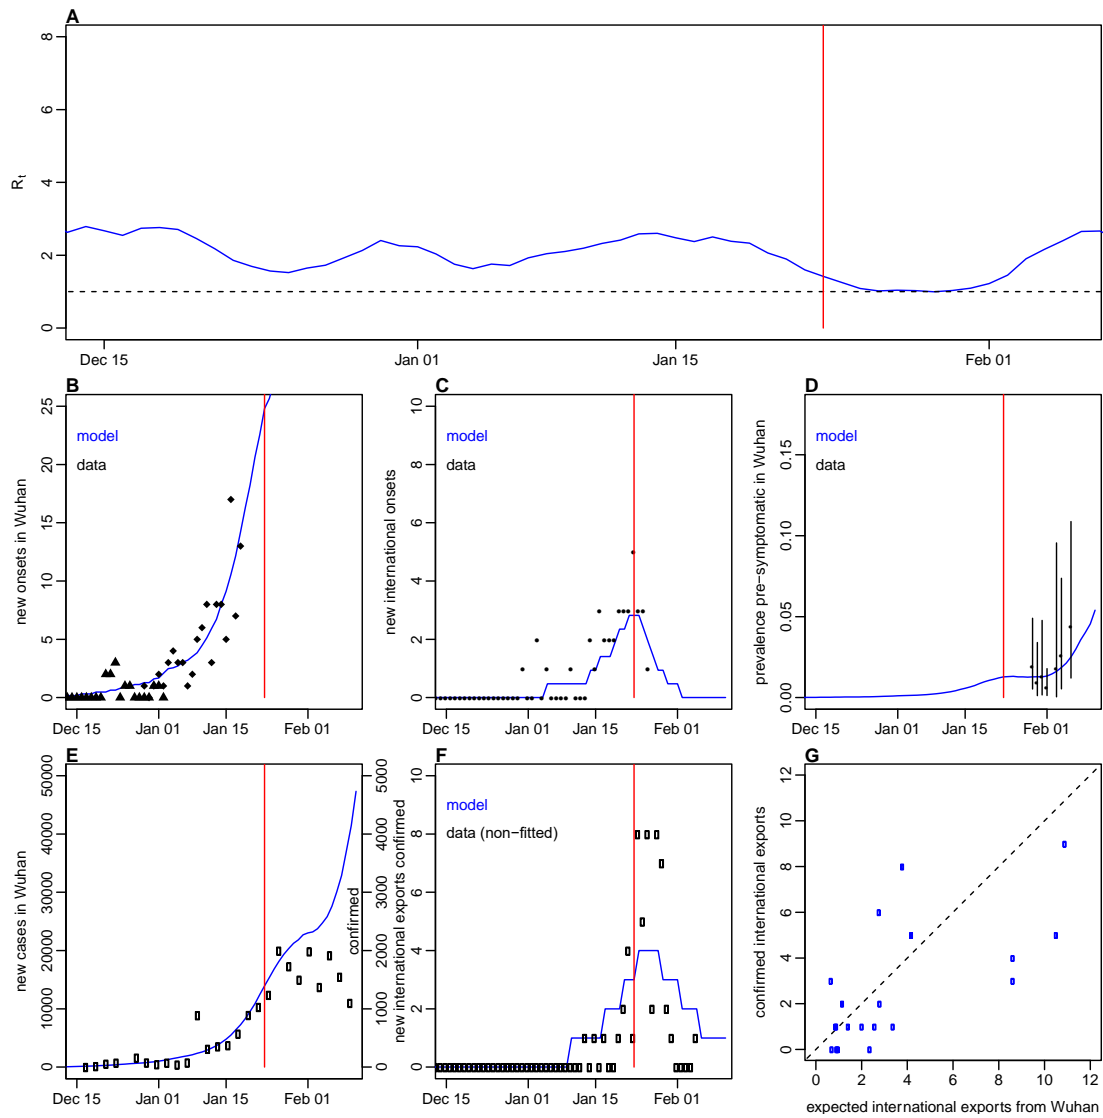 A
8
6
4
2
0
Rt
Dec 15
Jan 01
Jan 15
Feb 01
B
25
20
15
10
5
0
new onsets in Wuhan
model
data
Dec 15
Jan 01
Jan 15
Feb 01
C
10
8
6
4
2
0
new international onsets
model
data
Dec 15
Jan 01
Jan 15
Feb 01
D
0.15
0.10
0.05
0.00
prevalence pre−symptomatic in Wuhan
model
data
Dec 15
Jan 01
Jan 15
Feb 01
E
50000
40000
30000
20000
10000
0
new cases in Wuhan
5000
4000
3000
2000
1000
0
confirmed
Dec 15
Jan 01
Jan 15
Feb 01
F
10
8
6
4
2
0
new international exports confirmed
model
data (non−fitted)
Dec 15
Jan 01
Jan 15
Feb 01
G
12
10
8
6
4
2
0
confirmed international exports
0
2
4
6
8
10
12
expected international exports from Wuhan